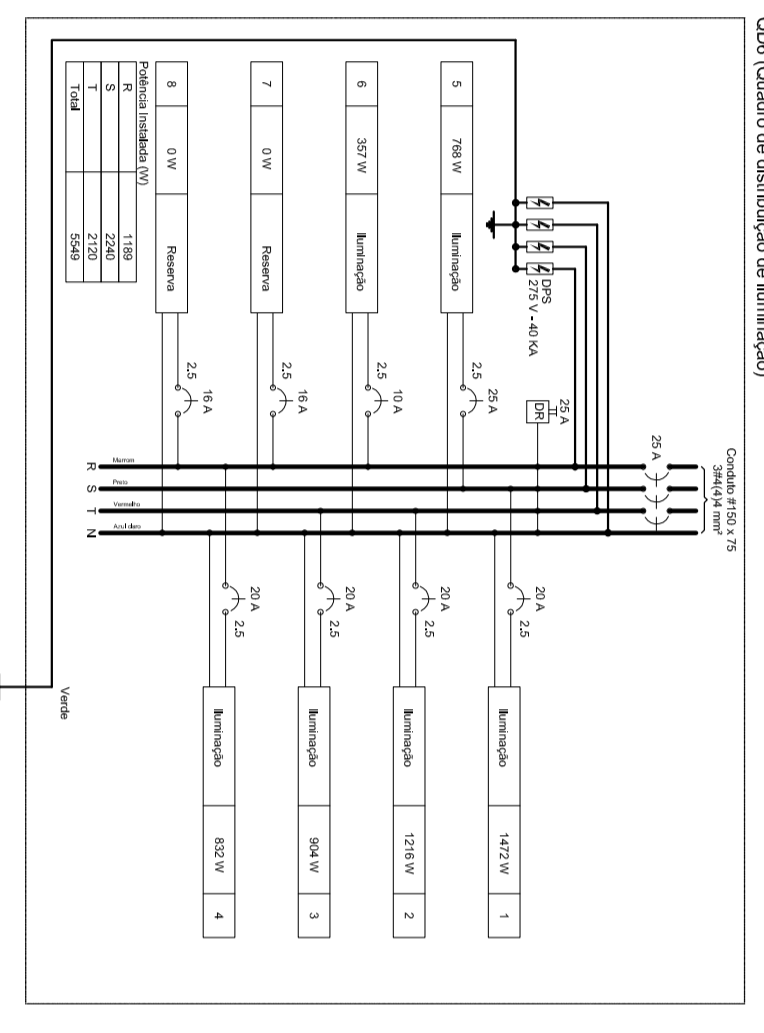 QD6 (Quadro de distribuição de iluminação)
Conduto #150 x 75
3#4(4)4 mm²
25 A
DPS
275 V - 40 KA
25 A
DR
5
768 W
Iluminação
2.5
25 A
6
357 W
Iluminação
2.5
10 A
7
0 W
Reserva
2.5
16 A
8
0 W
Reserva
2.5
16 A
Potência Instalada (W)
R 1189
S 2240
T 2120
Total 5549
R Marrom
S Preto
T Vermelho
N Azul claro
20 A
2.5
Iluminação
1472 W
1
20 A
2.5
Iluminação
1216 W
2
20 A
2.5
Iluminação
904 W
3
20 A
2.5
Iluminação
832 W
4
Verde